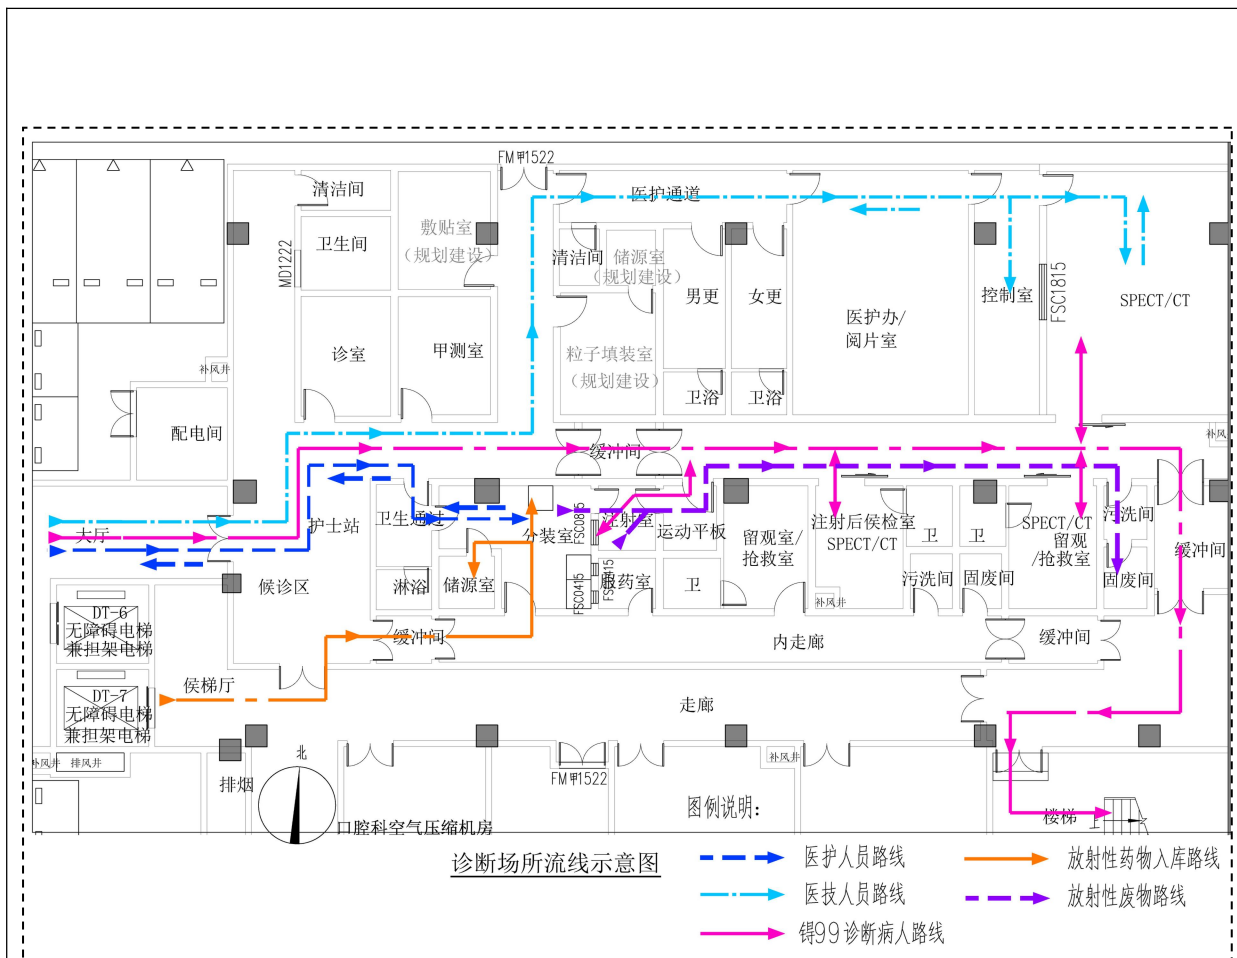 FM甲1522
清洁间
医护通道
敷贴室
(规划建设)
卫生间
MD1222
清洁间
储源室
(规划建设)
男更
女更
控制室
FSC1815
SPECT/CT
医护办/
阅片室
诊室
甲测室
粒子填装室
(规划建设)
补风井
卫浴
卫浴
配电间
缓冲间
补风
大厅
护士站
卫生通过
分装室
FSC0815
注射室
运动平板
留观室/
抢救室
注射后侯检室
SPECT/CT
卫
卫
SPECT/CT
留观
/抢救室
污洗间
缓冲间
候诊区
淋浴
储源室
FSC0415
FSC0415
服药室
卫
补风井
污洗间
固废间
固废间
DT-6
无障碍电梯
兼担架电梯
缓冲间
内走廊
缓冲间
DT-7
无障碍电梯
兼担架电梯
侯梯厅
走廊
补风井
排风井
排烟
北
FM甲1522
补风井
口腔科空气压缩机房
图例说明：
楼梯
诊断场所流线示意图
医护人员路线
放射性药物入库路线
医技人员路线
放射性废物路线
锝99诊断病人路线